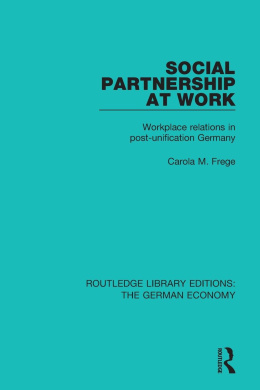 SOCIAL
PARTNERSHIP
AT WORK
Workplace relations in
post-unification Germany
Carola M. Frege
ROUTLEDGE LIBRARY EDITIONS:
THE GERMAN ECONOMY
ROUTLEDGE